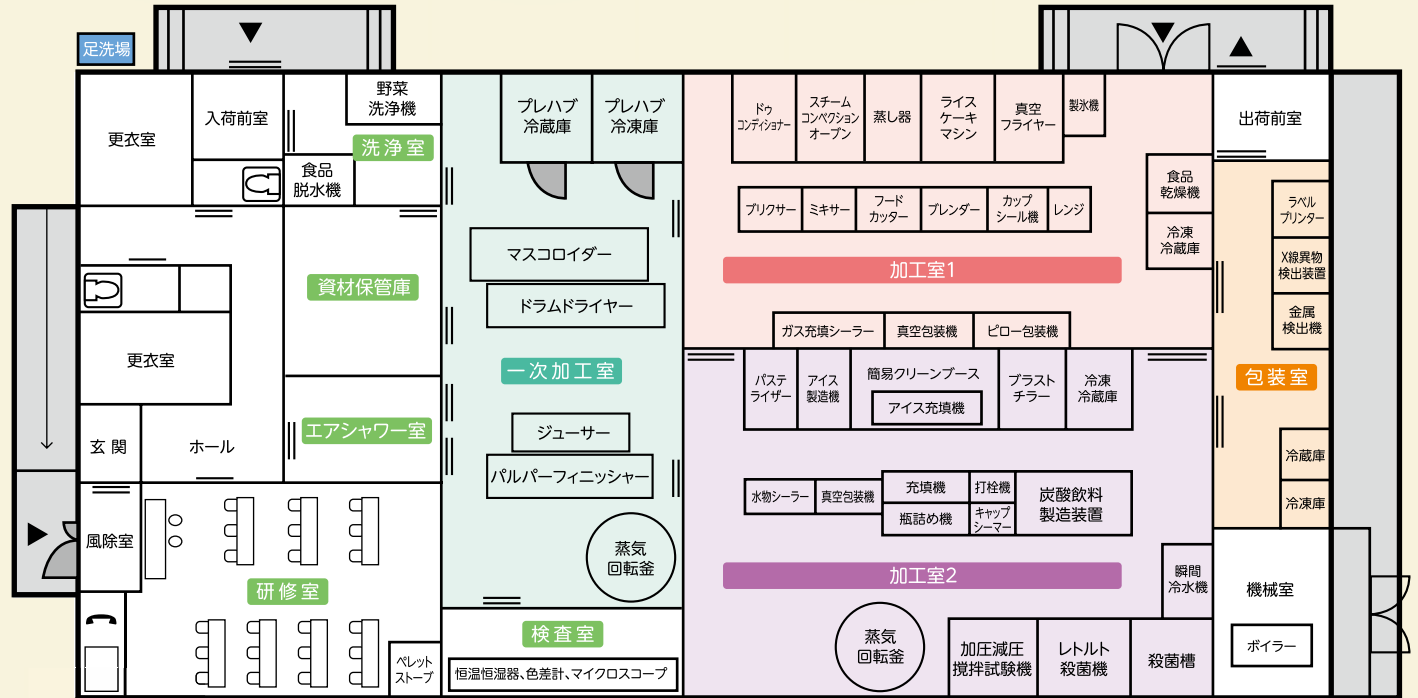 足洗場
更衣室
入荷前室
野菜
洗浄機
洗浄室
食品
脱水機
資材保管庫
更衣室
エアシャワー室
玄関
ホール
風除室
研修室
ペレット
ストーブ
プレハブ
冷蔵庫
プレハブ
冷凍庫
マスコロイダー
ドラムドライヤー
一次加工室
ジューサー
パルパーフィニッシャー
蒸気
回転釜
検査室
恒温恒湿器、色差計、マイクロスコープ
ドゥ
コンディショナー
スチーム
コンベクション
オーブン
蒸し器
ライス
ケーキ
マシン
真空
フライヤー
製氷機
食品
乾燥機
冷凍
冷蔵庫
ブリクサー
ミキサー
フード
カッター
ブレンダー
カップ
シール機
レンジ
加工室1
ガス充填シーラー
真空包装機
ピロー包装機
パステ
ライザー
アイス
製造機
簡易クリーンブース
アイス充填機
ブラスト
チラー
冷凍
冷蔵庫
水物シーラー
真空包装機
充填機
瓶詰め機
打栓機
キャップ
シーマー
炭酸飲料
製造装置
加工室2
瞬間
冷水機
蒸気
回転釜
加圧減圧
撹拌試験機
レトルト
殺菌機
殺菌槽
出荷前室
ラベル
プリンター
X線異物
検出装置
金属
検出機
包装室
冷蔵庫
冷凍庫
機械室
ボイラー